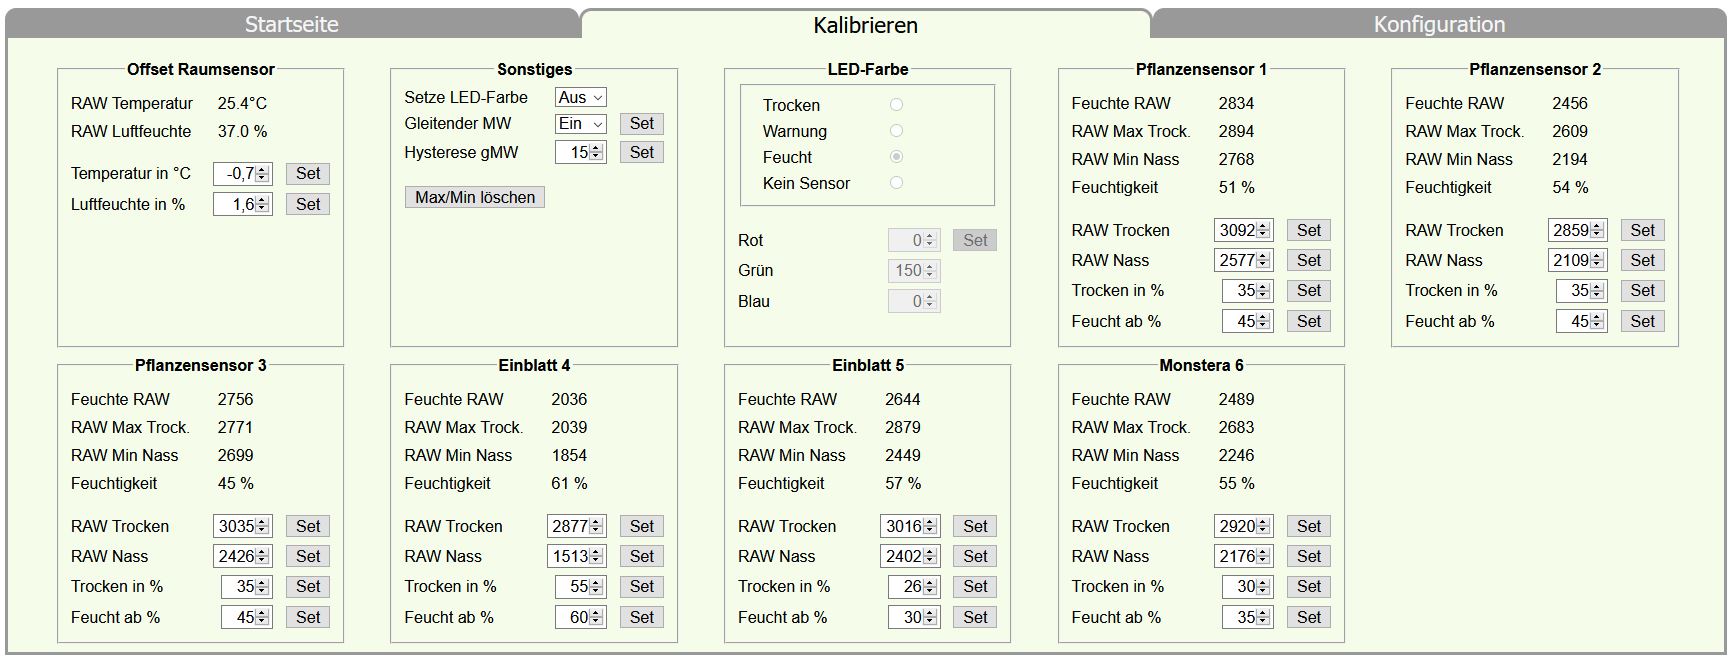 Startseite
Kalibrieren
Konfiguration
Offset Raumsensor
RAW Temperatur 25.4°C
RAW Luftfeuchte 37.0 %
Temperatur in °C -0,7 Set
Luftfeuchte in % 1,6 Set
Sonstiges
Setze LED-Farbe Aus
Gleitender MW Ein Set
Hysterese gMW 15 Set
Max/Min löschen
LED-Farbe
Trocken
Warnung
Feucht
Kein Sensor
Rot 0 Set
Grün 150
Blau 0
Pflanzensensor 1
Feuchte RAW 2834
RAW Max Trock. 2894
RAW Min Nass 2768
Feuchtigkeit 51 %
RAW Trocken 3092 Set
RAW Nass 2577 Set
Trocken in % 35 Set
Feucht ab % 45 Set
Pflanzensensor 2
Feuchte RAW 2456
RAW Max Trock. 2609
RAW Min Nass 2194
Feuchtigkeit 54 %
RAW Trocken 2859 Set
RAW Nass 2109 Set
Trocken in % 35 Set
Feucht ab % 45 Set
Pflanzensensor 3
Feuchte RAW 2756
RAW Max Trock. 2771
RAW Min Nass 2699
Feuchtigkeit 45 %
RAW Trocken 3035 Set
RAW Nass 2426 Set
Trocken in % 35 Set
Feucht ab % 45 Set
Einblatt 4
Feuchte RAW 2036
RAW Max Trock. 2039
RAW Min Nass 1854
Feuchtigkeit 61 %
RAW Trocken 2877 Set
RAW Nass 1513 Set
Trocken in % 55 Set
Feucht ab % 60 Set
Einblatt 5
Feuchte RAW 2644
RAW Max Trock. 2879
RAW Min Nass 2449
Feuchtigkeit 57 %
RAW Trocken 3016 Set
RAW Nass 2402 Set
Trocken in % 26 Set
Feucht ab % 30 Set
Monstera 6
Feuchte RAW 2489
RAW Max Trock. 2683
RAW Min Nass 2246
Feuchtigkeit 55 %
RAW Trocken 2920 Set
RAW Nass 2176 Set
Trocken in % 30 Set
Feucht ab % 35 Set